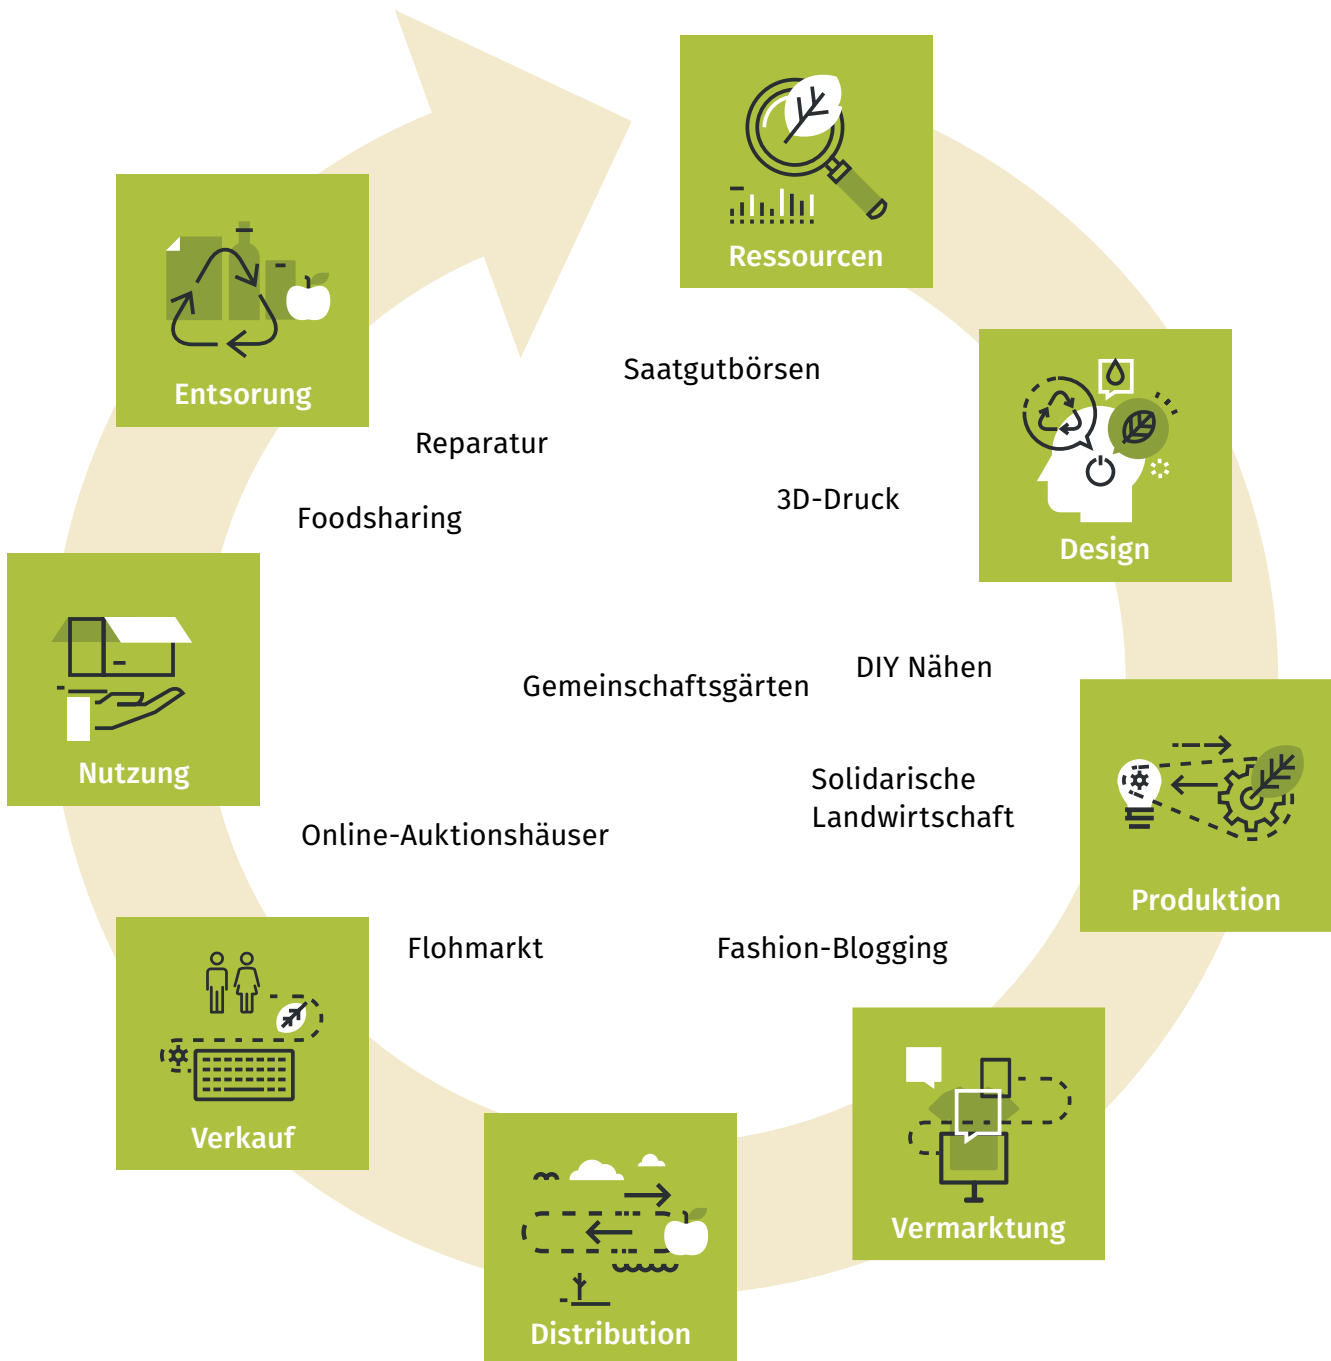 Ressourcen
Entsorung
Saatgutbörsen
Reparatur
3D-Druck
Foodsharing
Design
DIY Nähen
Gemeinschaftsgärten
Nutzung
Solidarische
Landwirtschaft
Online-Auktionshäuser
Produktion
Flohmarkt
Fashion-Blogging
Verkauf
Vermarktung
Distribution